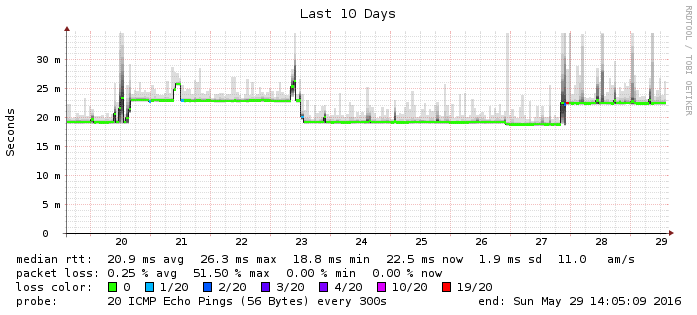 Last 10 Days
RRDTOOL / TOBI OETIKER
Seconds
30 m
25 m
20 m
15 m
10 m
5 m
0
20 21 22 23 24 25 26 27 28 29
median rtt: 20.9 ms avg 26.3 ms max 18.8 ms min 22.5 ms now 1.9 ms sd 11.0 am/s
packet loss: 0.25 % avg 51.50 % max 0.00 % min 0.00 % now
loss color: 0 1/20 2/20 3/20 4/20 10/20 19/20
probe: 20 ICMP Echo Pings (56 Bytes) every 300s end: Sun May 29 14:05:09 2016